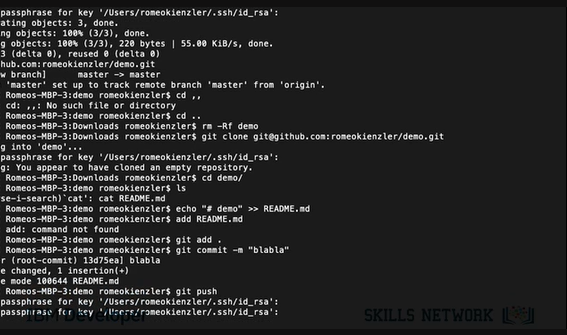 passphrase for key '/Users/romeokienzler/.ssh/id_rsa':
ating objects: 3, done.
ng objects: 100% (3/3), done.
g objects: 100% (3/3), 220 bytes | 55.00 KiB/s, done.
3 (delta 0), reused 0 (delta 0)
hub.com:romeokienzler/demo.git
w branch]      master -> master
'master' set up to track remote branch 'master' from 'origin'.
Romeos-MBP-3:demo romeokienzler$ cd ,,
cd: ,,: No such file or directory
Romeos-MBP-3:demo romeokienzler$ cd ..
Romeos-MBP-3:Downloads romeokienzler$ rm -Rf demo
Romeos-MBP-3:Downloads romeokienzler$ git clone git@github.com:romeokienzler/demo.git
g into 'demo'...
passphrase for key '/Users/romeokienzler/.ssh/id_rsa':
g: You appear to have cloned an empty repository.
Romeos-MBP-3:Downloads romeokienzler$ cd demo/
Romeos-MBP-3:demo romeokienzler$ ls
se-i-search)`cat': cat README.md
Romeos-MBP-3:demo romeokienzler$ echo "# demo" >> README.md
Romeos-MBP-3:demo romeokienzler$ add README.md
add: command not found
Romeos-MBP-3:demo romeokienzler$ git add .
Romeos-MBP-3:demo romeokienzler$ git commit -m "blabla"
r (root-commit) 13d75ea] blabla
e changed, 1 insertion(+)
e mode 100644 README.md
Romeos-MBP-3:demo romeokienzler$ git push
passphrase for key '/Users/romeokienzler/.ssh/id_rsa':
passphrase for key '/Users/romeokienzler/.ssh/id_rsa':
IBM Developer
SKILLS NETWORK